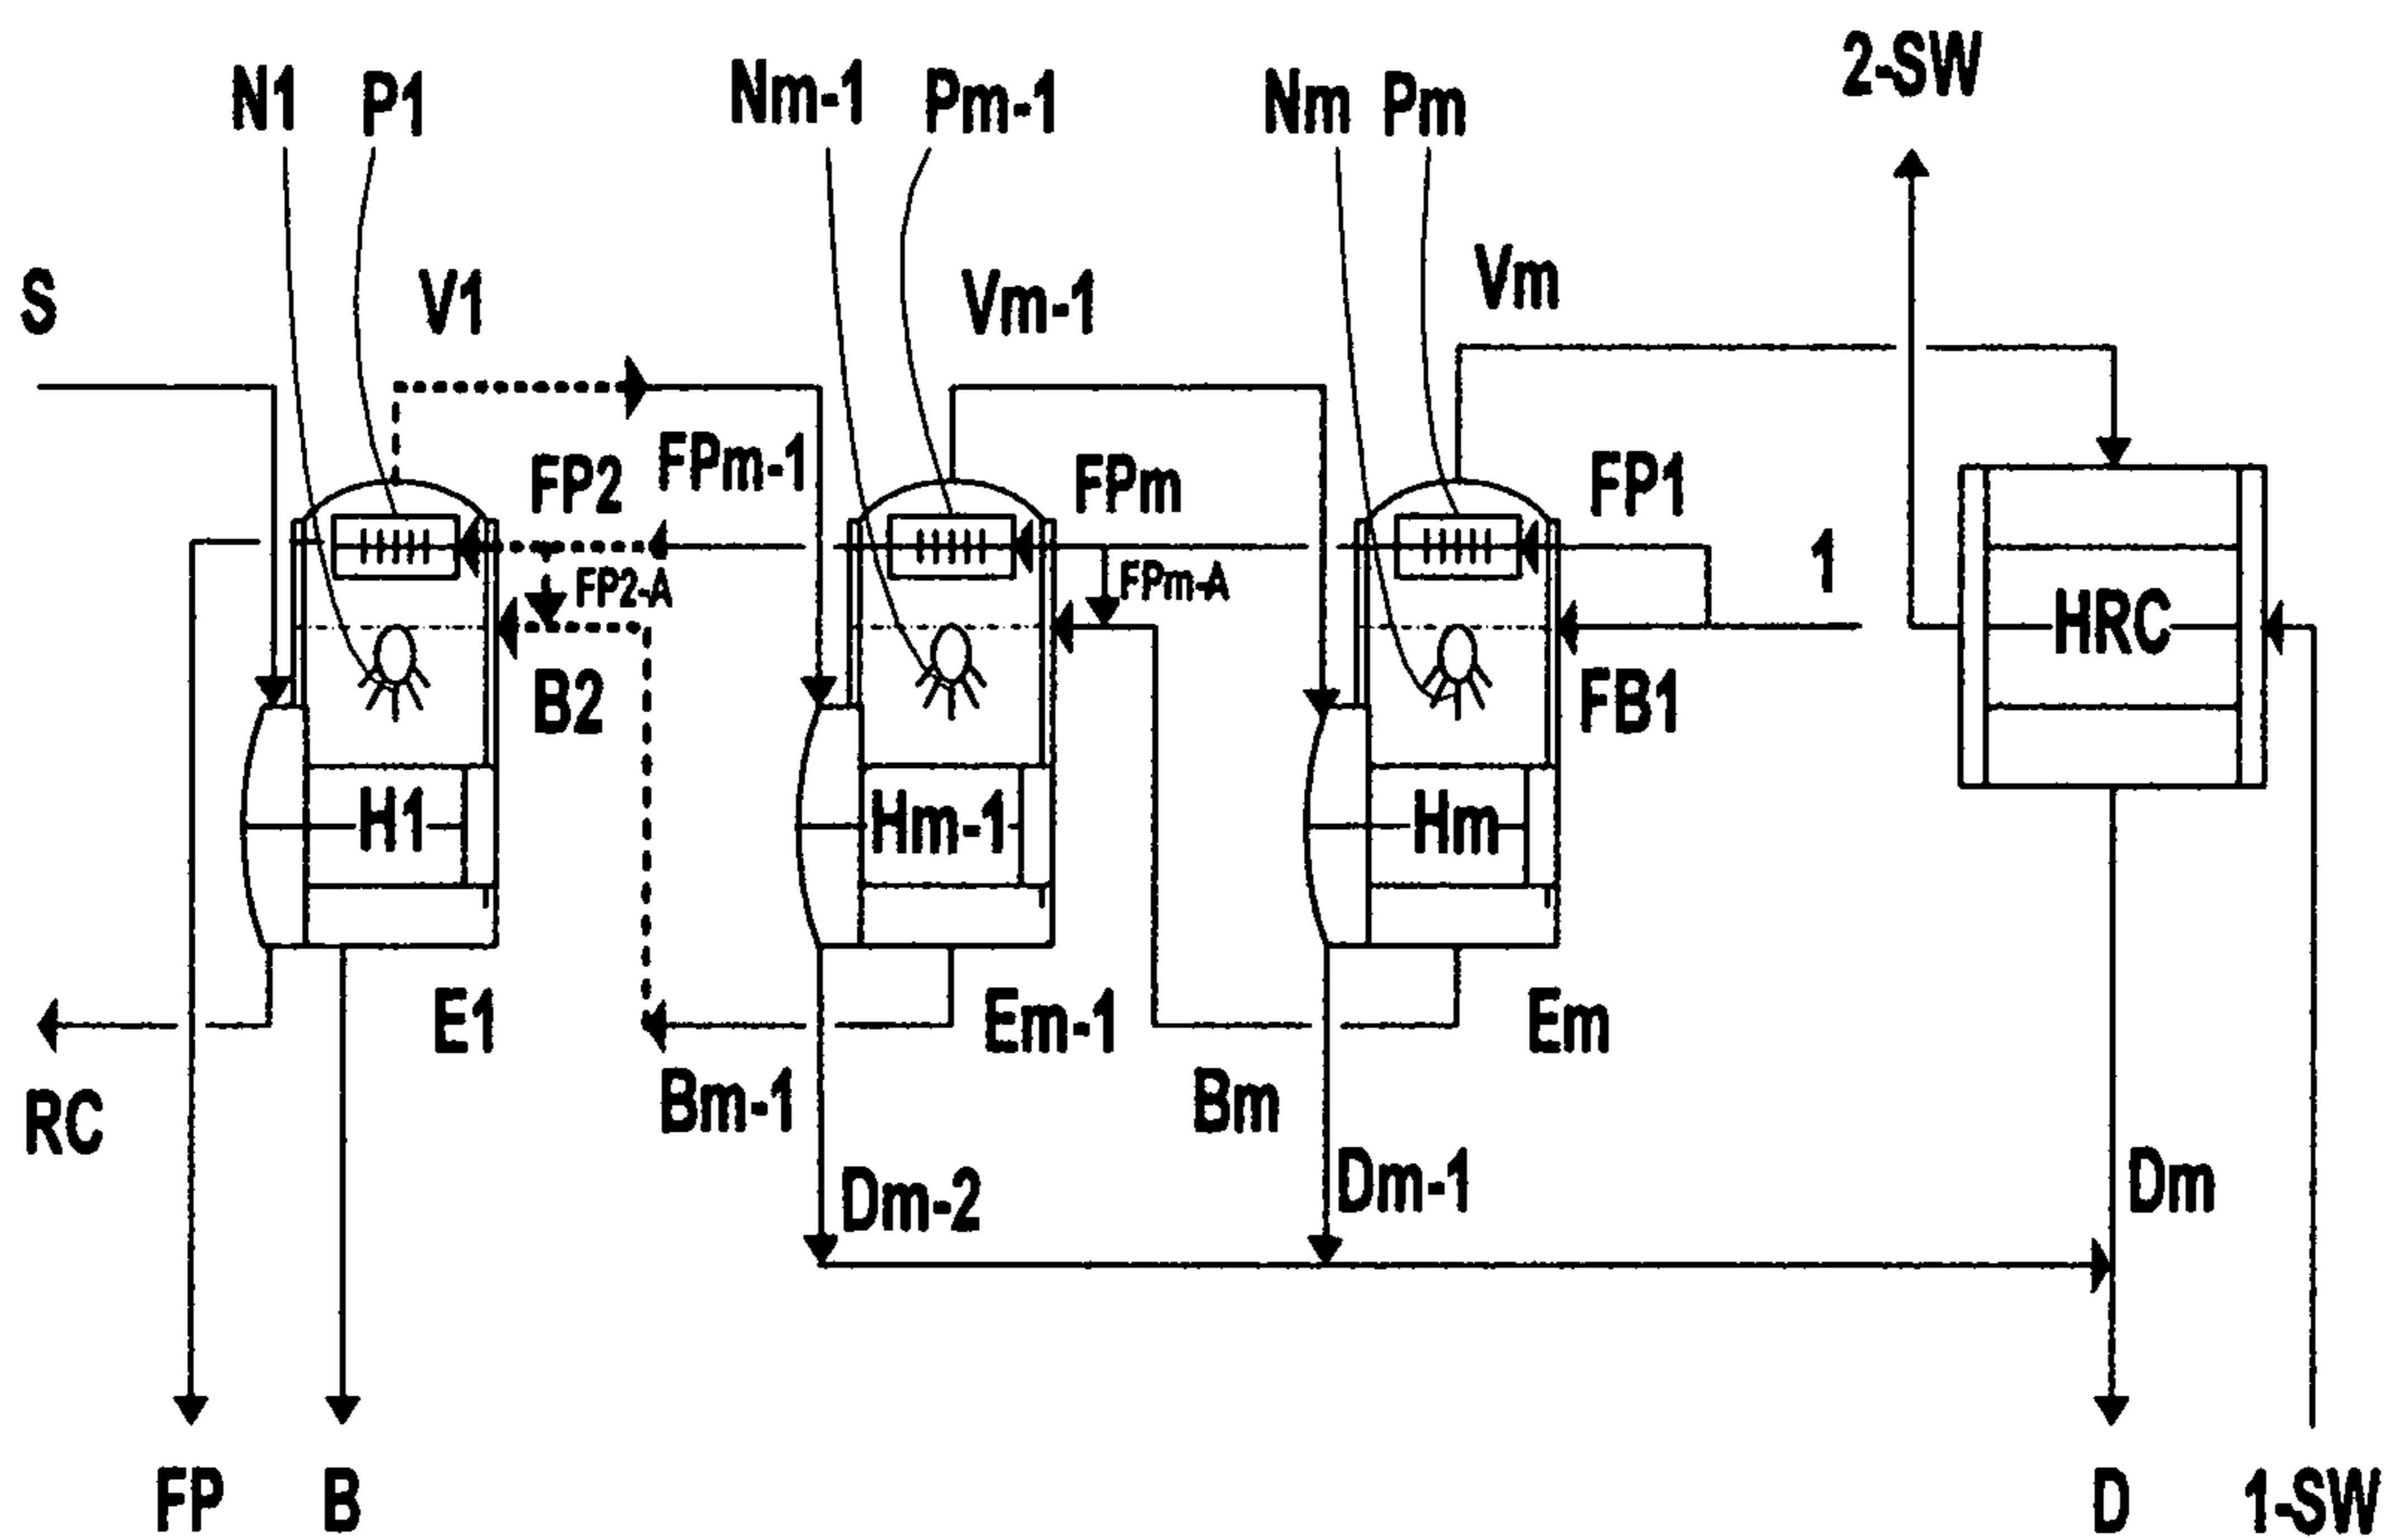 2-SW
N1 P1 Nm-1 Pm-1 Nm Pm
S V1 Vm-1 Vm
FP2 FPm-1 FPm FP1
1
FP2-A FPm-A
B2 FB1 HRC
H1 Hm-1 Hm
E1 Em-1 Em
RC Bm-1 Bm
Dm-2 Dm-1 Dm
FP B D 1-SW